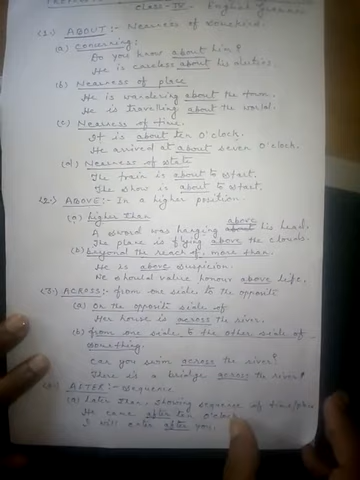 Class - IV - English Grammar
(1.) ABOUT :- Nearness of
(a) Concerning :
Do you know about him?
He is careless about his duties.
(b) Nearness of place
He is wandering about the town.
He is travelling about the world.
(c) Nearness of time.
It is about ten o'clock.
He arrived at about seven o'clock.
(d) Nearness of state
The train is about to start.
The show is about to start.
(2.) ABOVE :- In a higher position.
(a) higher than
above
A sword was hanging about his head.
The plane is flying above the clouds.
(b) beyond the reach of, more than.
He is above suspicion.
We should value honour above life.
(3.) ACROSS :- from one side to the opposite
(a) On the opposite side of
Her house is across the river.
(b) from one side to the other side of
something.
Can you swim across the river?
There is a bridge across the river?
AFTER :- Sequence
(a) Later than - showing sequence of time/place
He came after ten o'clock.
I will enter after you.